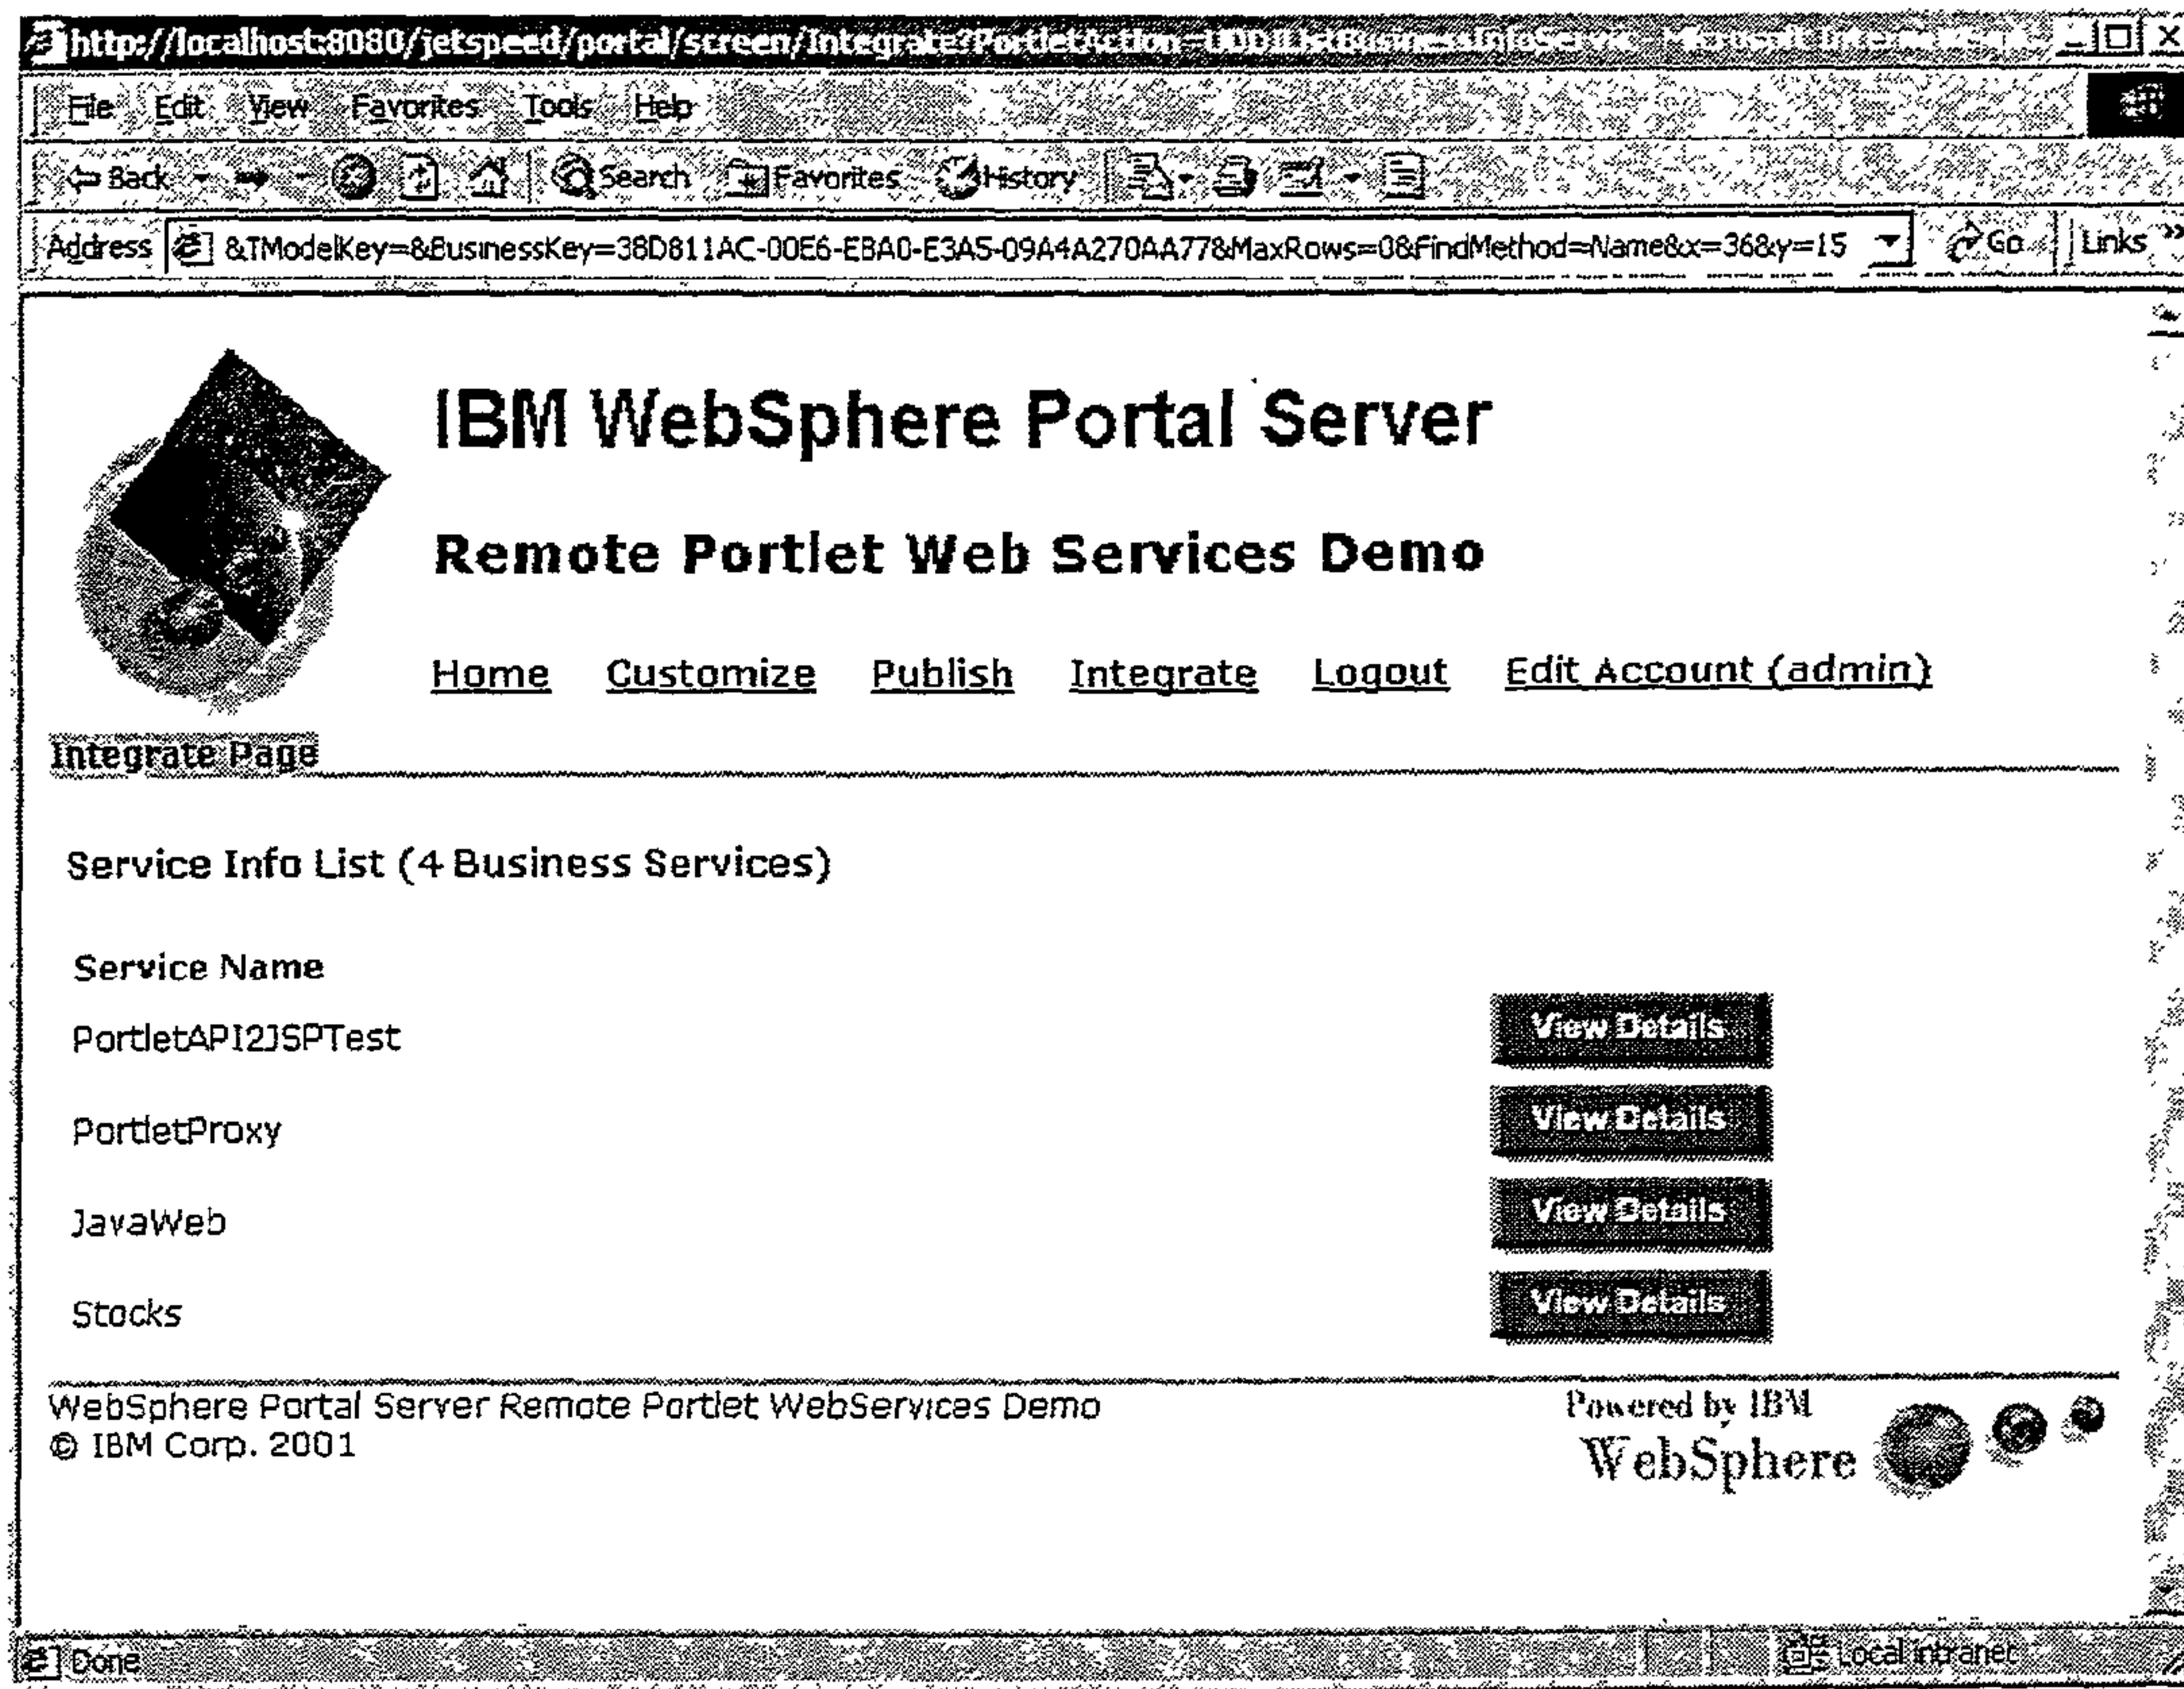 http://localhost:8080/jetspeed/portal/screen/Integrate?PortletAction=UDDIListBusinessInfoServic - Microsoft Internet
File Edit View Favorites Tools Help
Back Search Favorites History
Address &TModelKey=&BusinessKey=38D811AC-00E6-EBA0-E3A5-09A4A270AA77&MaxRows=0&FindMethod=Name&x=36&y=15 Go Links »
IBM WebSphere Portal Server
Remote Portlet Web Services Demo
Home Customize Publish Integrate Logout Edit Account (admin)
Integrate Page
Service Info List (4 Business Services)
Service Name
PortletAPI2JSPTest View Details
PortletProxy View Details
JavaWeb View Details
Stocks View Details
WebSphere Portal Server Remote Portlet WebServices Demo
© IBM Corp. 2001
Powered by IBM
WebSphere
Done Local intranet